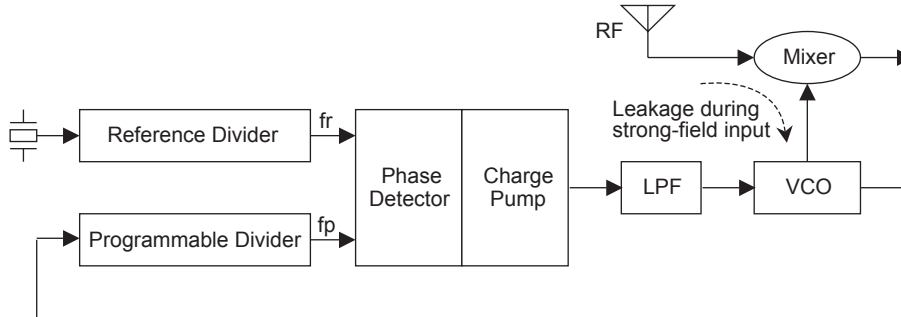 RF
Mixer
Leakage during
strong-field input
Reference Divider
fr
Phase
Detector
Charge
Pump
LPF
VCO
Programmable Divider
fp